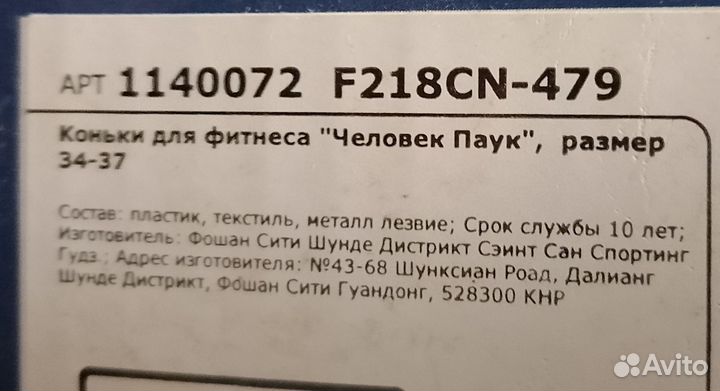 АРТ 1140072 F218CN-479
Коньки для фитнеса "Человек Паук", размер
34-37
Состав: пластик, текстиль, металл лезвие; Срок службы 10 лет;
Изготовитель: Фошан Сити Шунде Дистрикт Сэинт Сан Спортинг
Гудз.; Адрес изготовителя: №43-68 Шунксиан Роад, Далианг
Шунде Дистрикт, Фошан Сити Гуандонг, 528300 КНР
Avito